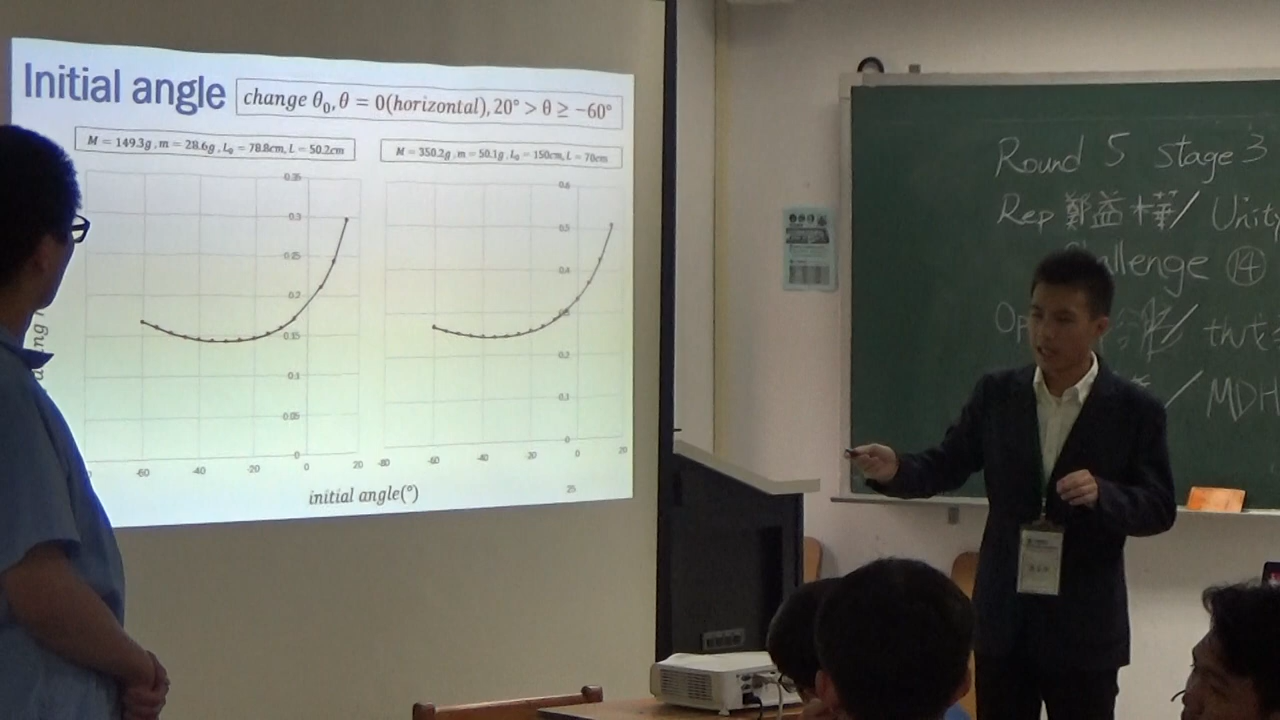 Initial angle
change θ₀, θ = 0(horizontal), 20° > θ ≥ −60°
M = 149.3g, m = 28.6g, L₀ = 78.8cm, L = 50.2cm
M = 350.2g, m = 50.1g, L₀ = 150cm, L = 70cm
0.35
0.3
0.25
0.2
0.15
0.1
0.05
0
-60 -40 -20 0 20
0.6
0.5
0.4
0.3
0.2
0.1
0
-80 -60 -40 -20 0 20
initial angle(°)
25
Round 5 Stage 3
Rep 鄭益樺/ Unity
Challenge ⑭
Op
/ MDH